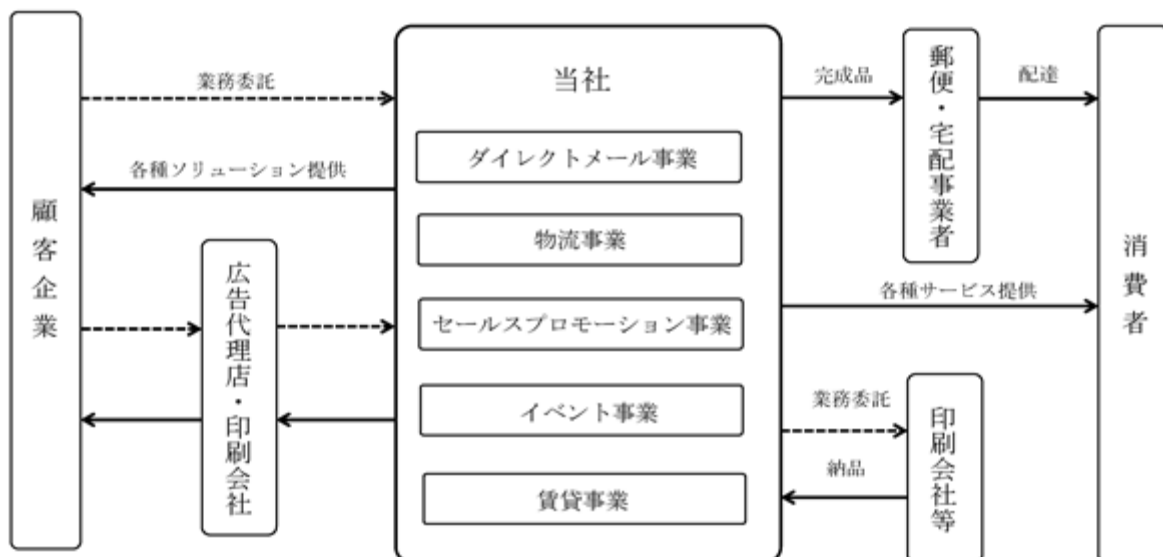 顧客企業
業務委託
各種ソリューション提供
広告代理店・印刷会社
当社
ダイレクトメール事業
物流事業
セールスプロモーション事業
イベント事業
賃貸事業
完成品
郵便・宅配事業者
配達
各種サービス提供
業務委託
納品
印刷会社等
消費者